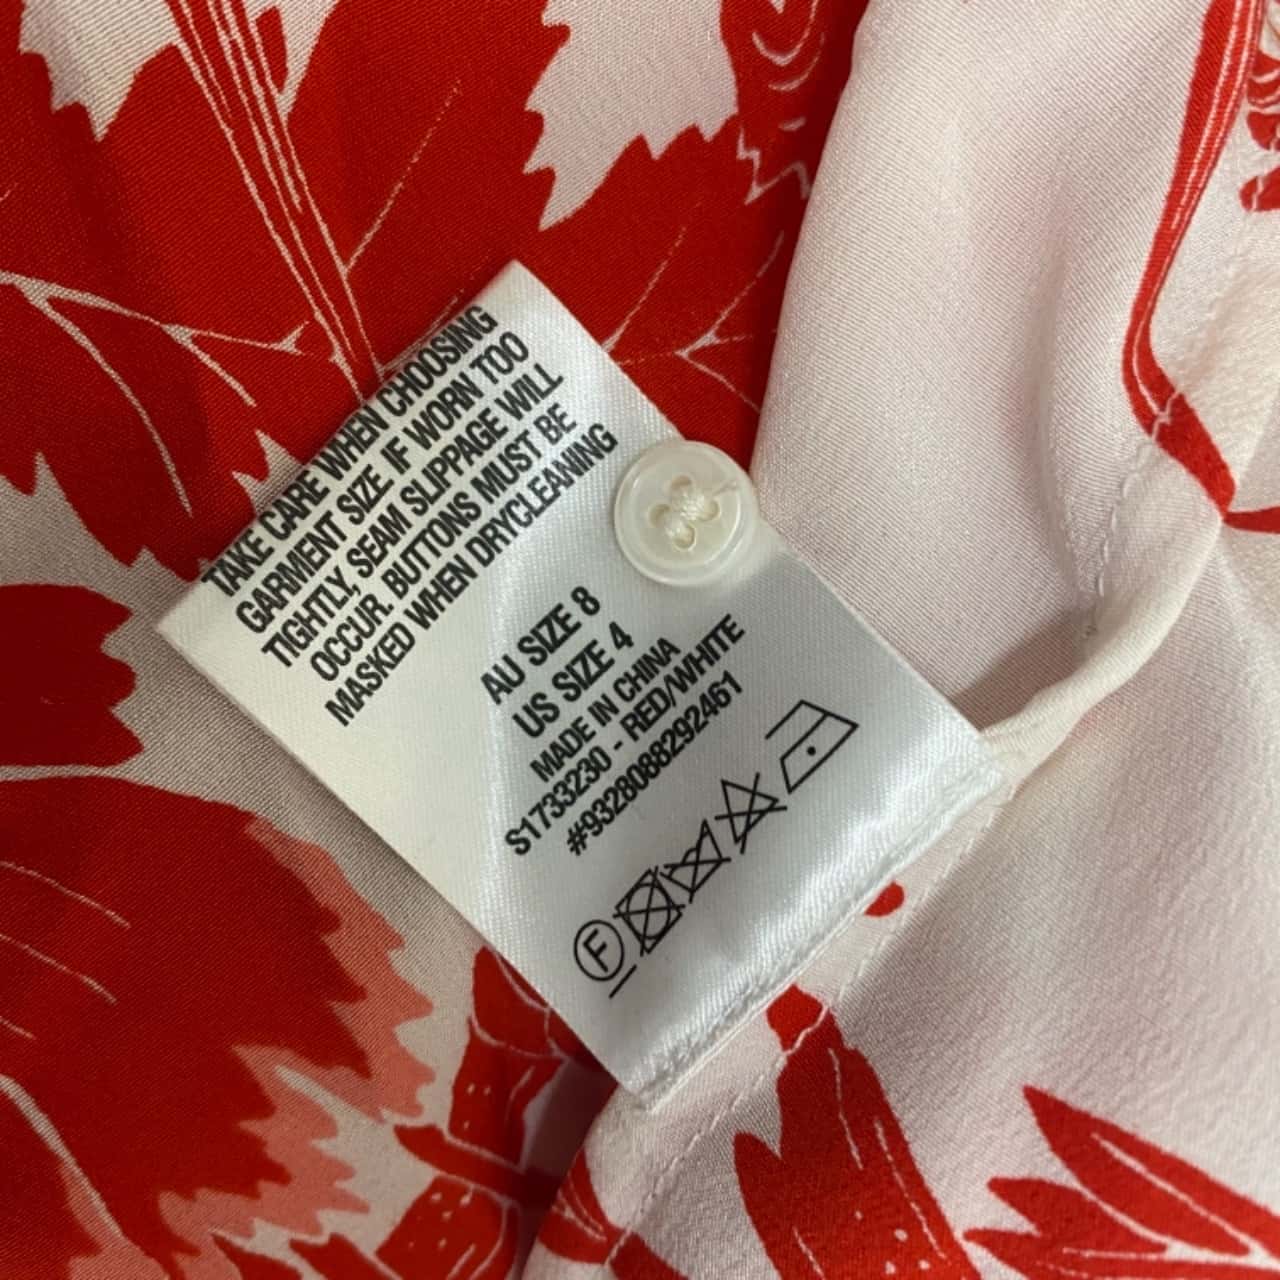 TAKE CARE WHEN CHOOSING
GARMENT SIZE IF WORN TOO
TIGHTLY, SEAM SLIPPAGE WILL
OCCUR. BUTTONS MUST BE
MASKED WHEN DRYCLEANING
AU SIZE 8
US SIZE 4
MADE IN CHINA
S1733230 - RED/WHITE
#9328088292461
F